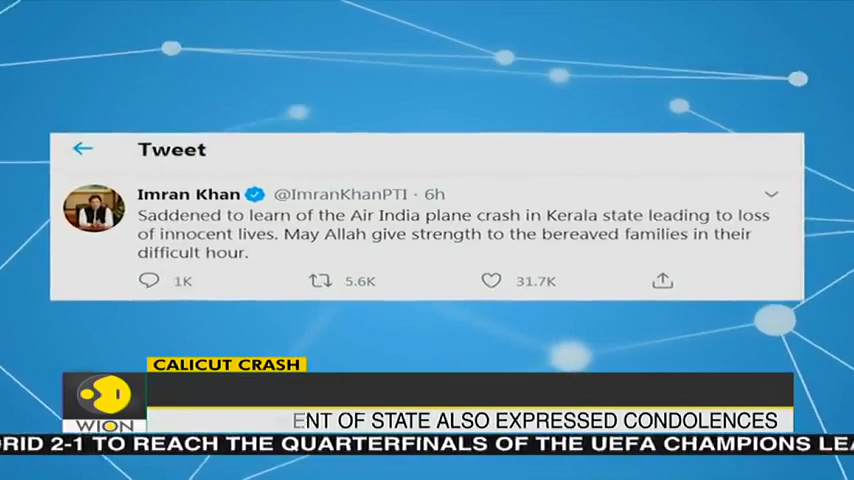 Tweet
Imran Khan @ImranKhanPTI · 6h
Saddened to learn of the Air India plane crash in Kerala state leading to loss
of innocent lives. May Allah give strength to the bereaved families in their
difficult hour.
1K 5.6K 31.7K
CALICUT CRASH
ENT OF STATE ALSO EXPRESSED CONDOLENCES
WION
ORID 2-1 TO REACH THE QUARTERFINALS OF THE UEFA CHAMPIONS LEA